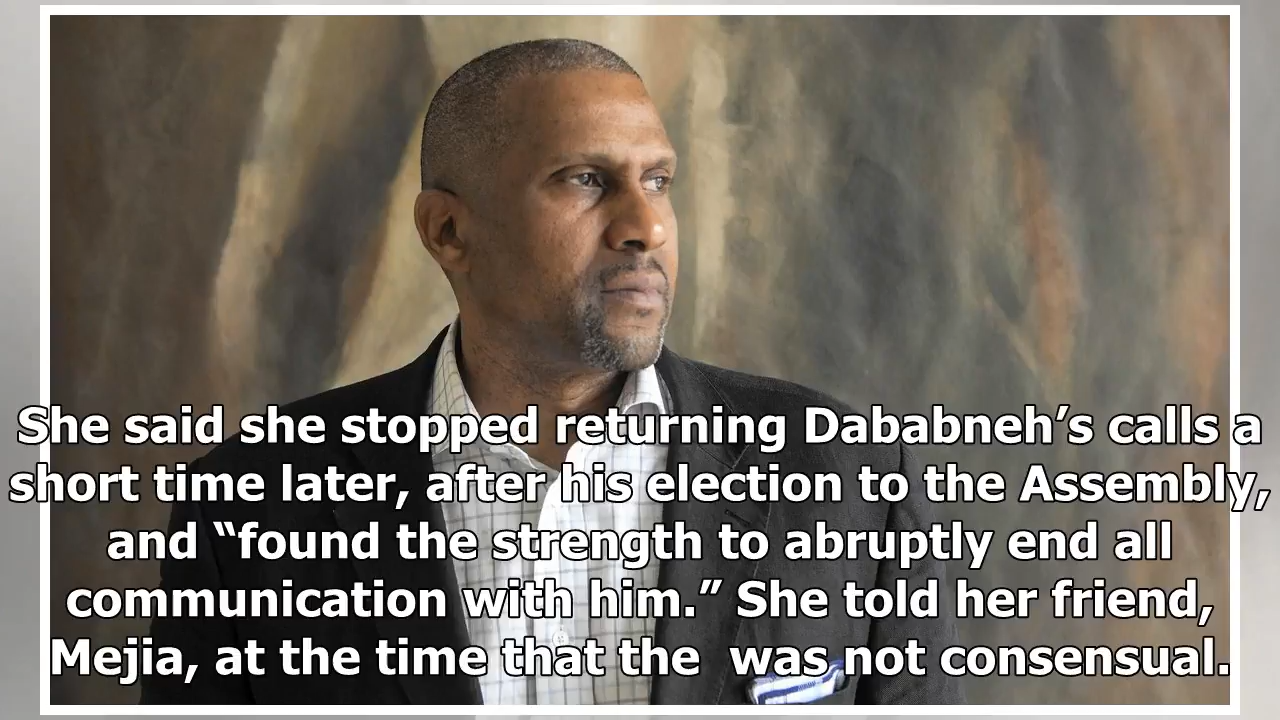 She said she stopped returning Dababneh’s calls a
short time later, after his election to the Assembly,
and “found the strength to abruptly end all
communication with him.” She told her friend,
Mejia, at the time that the  was not consensual.